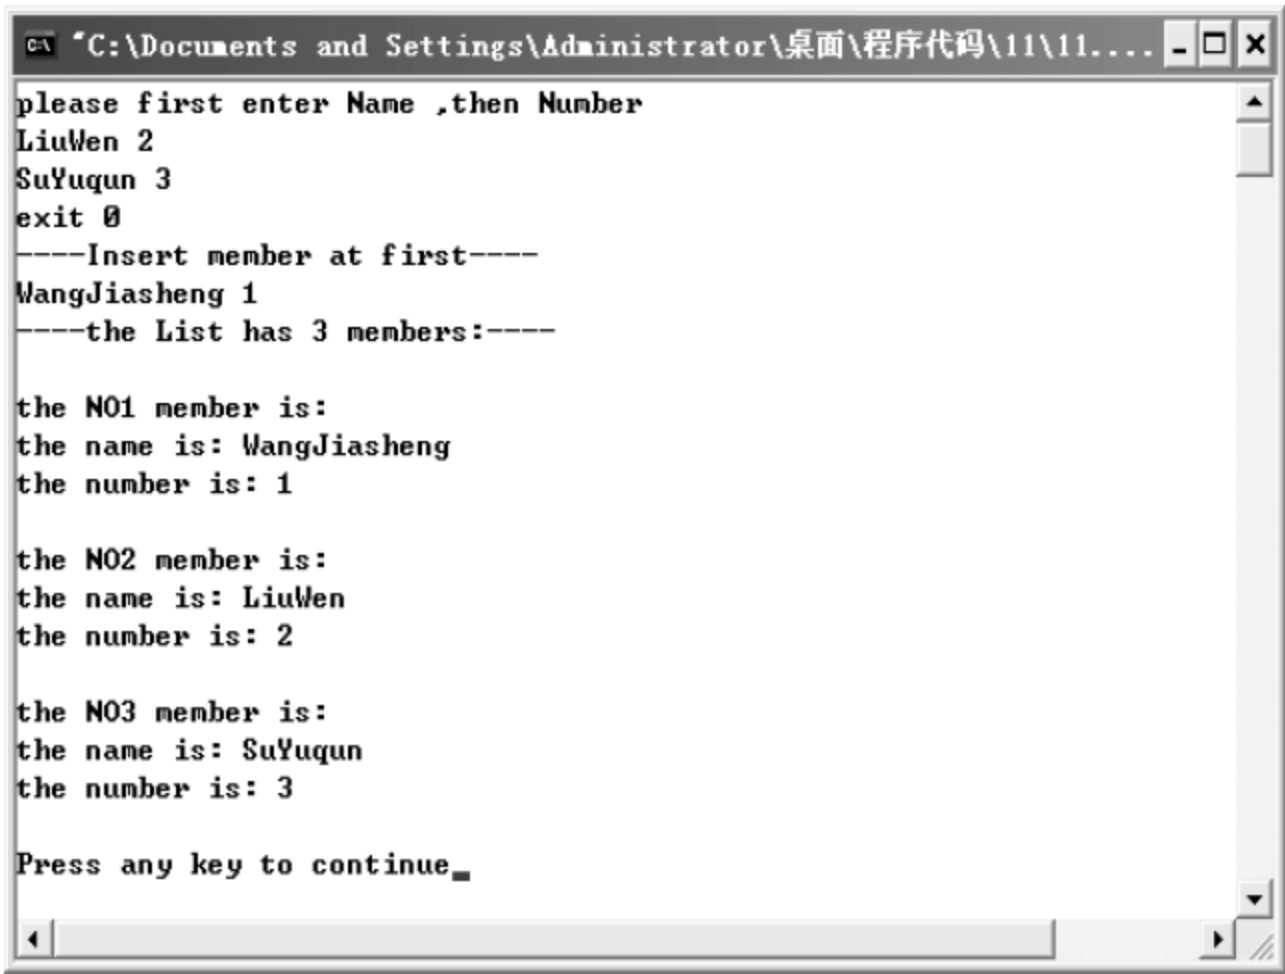 "C:\Documents and Settings\Administrator\桌面\程序代码\11\11....
please first enter Name ,then Number
LiuWen 2
SuYuqun 3
exit 0
----Insert member at first----
WangJiasheng 1
----the List has 3 members:----
the NO1 member is:
the name is: WangJiasheng
the number is: 1
the NO2 member is:
the name is: LiuWen
the number is: 2
the NO3 member is:
the name is: SuYuqun
the number is: 3
Press any key to continue_